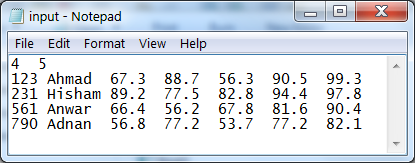 input - Notepad
File Edit Format View Help
4 5
123 Ahmad 67.3 88.7 56.3 90.5 99.3
231 Hisham 89.2 77.5 82.8 94.4 97.8
561 Anwar 66.4 56.2 67.8 81.6 90.4
790 Adnan 56.8 77.2 53.7 77.2 82.1